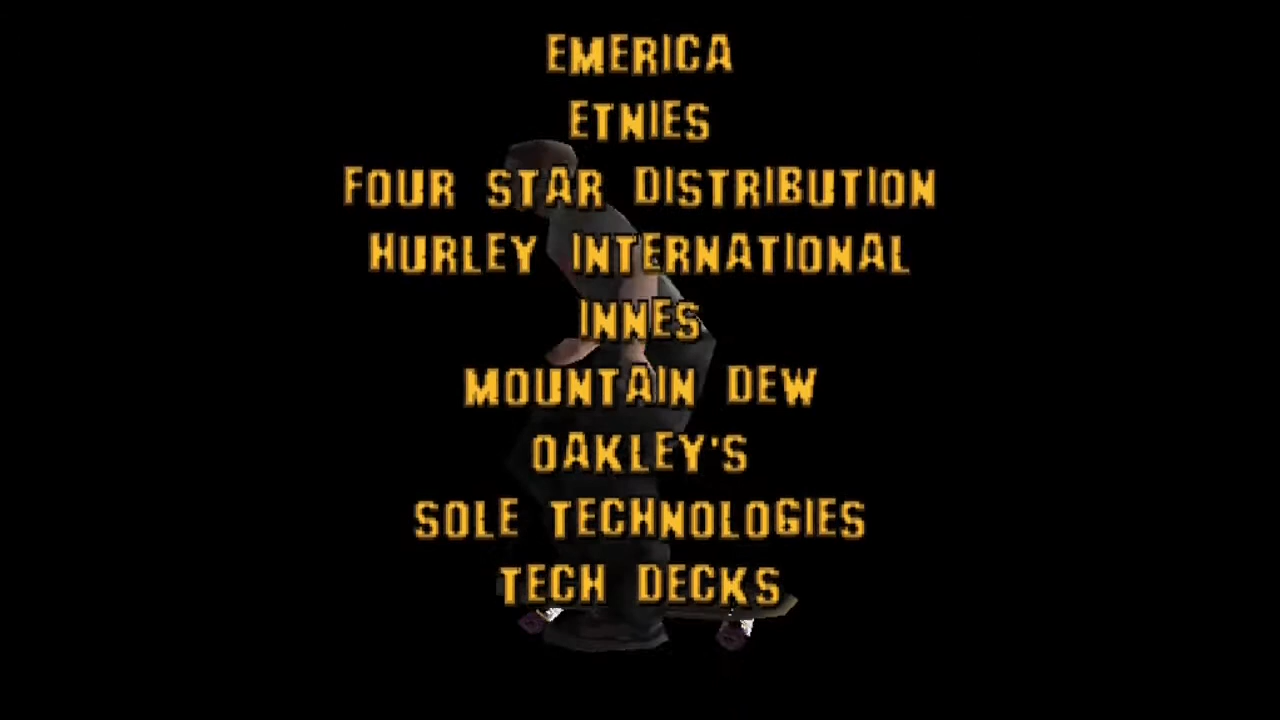 EMERICA
ETNIES
FOUR STAR DISTRIBUTION
HURLEY INTERNATIONAL
INNES
MOUNTAIN DEW
OAKLEY'S
SOLE TECHNOLOGIES
TECH DECKS